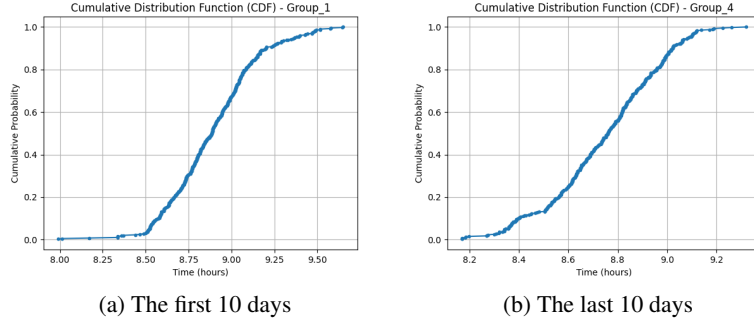 Cumulative Distribution Function (CDF) - Group_1
Cumulative Probability
1.0
0.8
0.6
0.4
0.2
0.0
8.00 8.25 8.50 8.75 9.00 9.25 9.50
Time (hours)
(a) The first 10 days
Cumulative Distribution Function (CDF) - Group_4
Cumulative Probability
1.0
0.8
0.6
0.4
0.2
0.0
8.2 8.4 8.6 8.8 9.0 9.2
Time (hours)
(b) The last 10 days